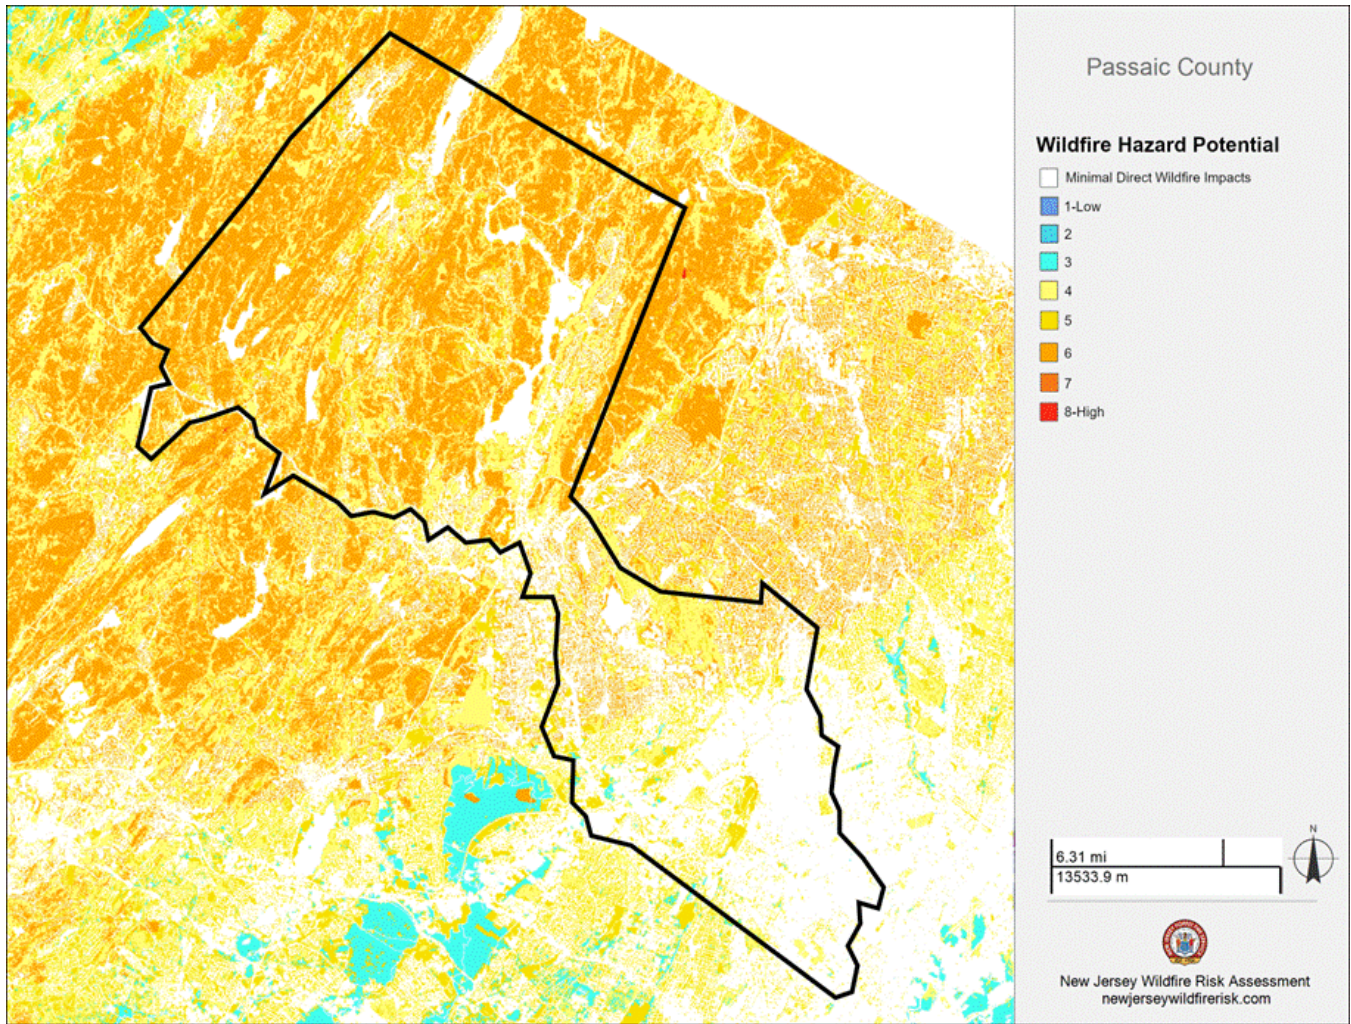 Passaic County
Wildfire Hazard Potential
Minimal Direct Wildfire Impacts
1-Low
2
3
4
5
6
7
8-High
6.31 mi
13533.9 m
N
New Jersey Wildfire Risk Assessment
newjerseywildfirerisk.com